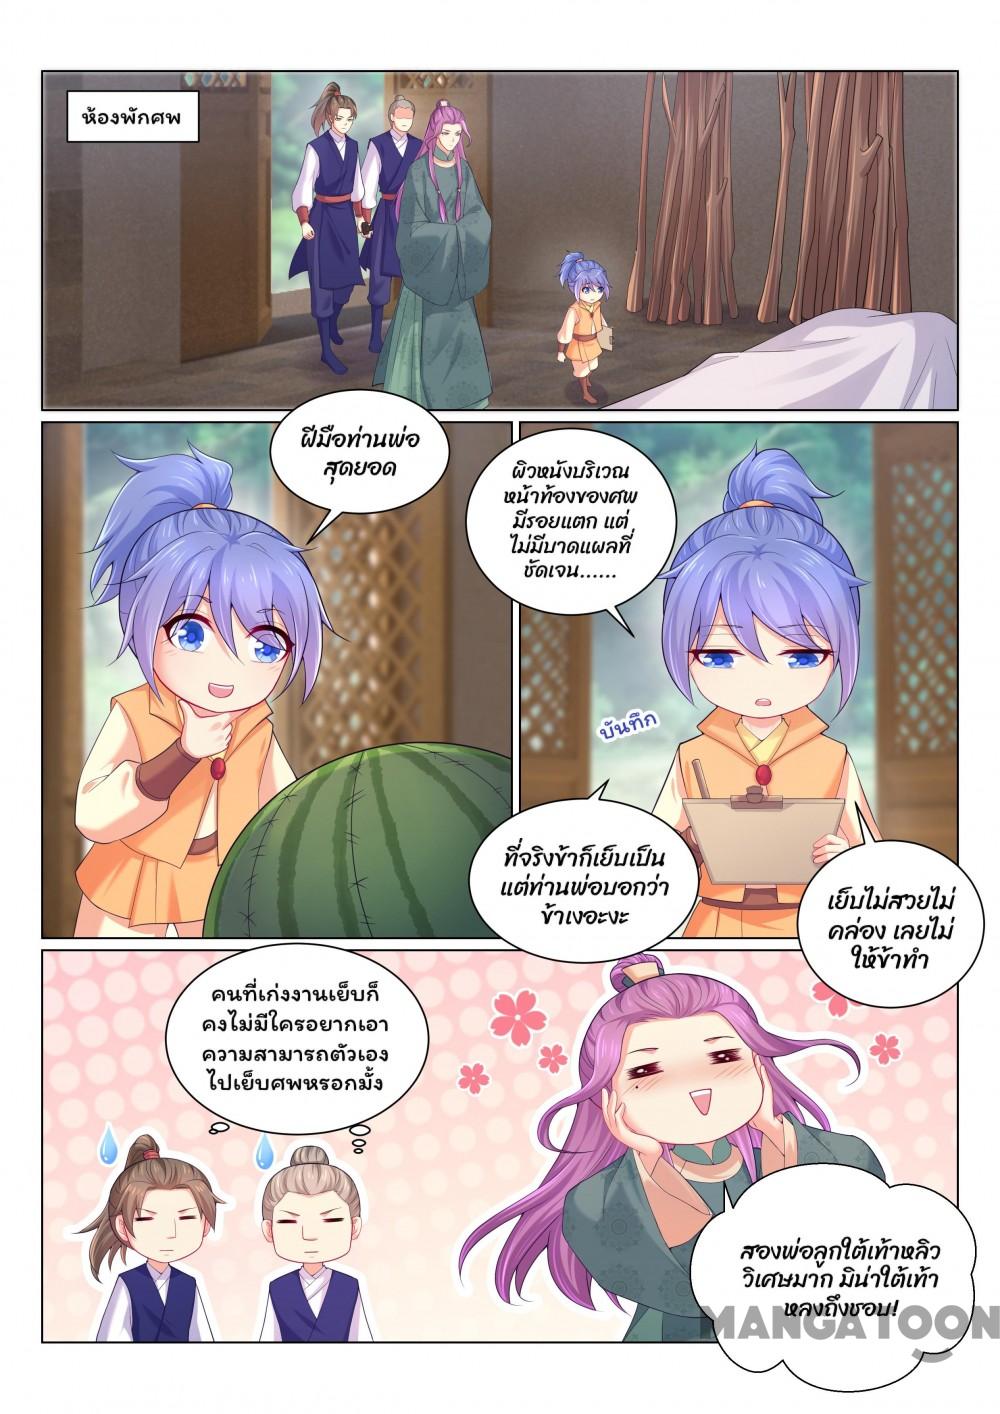 ห้องพักศพ
ฝีมือท่านพ่อ
สุดยอด
ผิวหนังบริเวณ
หน้าท้องของศพ
มีรอยแตก แต่
ไม่มีบาดแผลที่
ชัดเจน......
บันทึก
ที่จริงข้าก็เย็บเป็น
แต่ท่านพ่อบอกว่า
ข้าเงอะงะ
เย็บไม่สวยไม่
คล่อง เลยไม่
ให้ข้าทำ
คนที่เก่งงานเย็บก็
คงไม่มีใครอยากเอา
ความสามารถตัวเอง
ไปเย็บศพหรอกมั้ง
สองพ่อลูกใต้เท้าหลิว
วิเศษมาก มิน่าใต้เท้า
หลงถึงชอบ!
MANGATOON